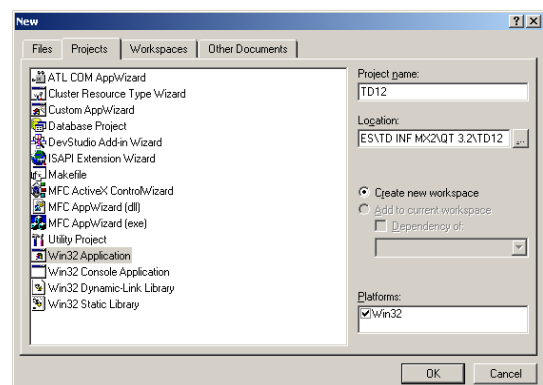 New
Files Projects Workspaces Other Documents
ATL COM AppWizard
Cluster Resource Type Wizard
Custom AppWizard
Database Project
DevStudio Add-in Wizard
ISAPI Extension Wizard
Makefile
MFC ActiveX ControlWizard
MFC AppWizard (dll)
MFC AppWizard (exe)
Utility Project
Win32 Application
Win32 Console Application
Win32 Dynamic-Link Library
Win32 Static Library
Project name:
TD12
Location:
ES\TD INF MX2\QT 3.2\TD12 ...
Create new workspace
Add to current workspace
Dependency of:
Platforms:
Win32
OK Cancel